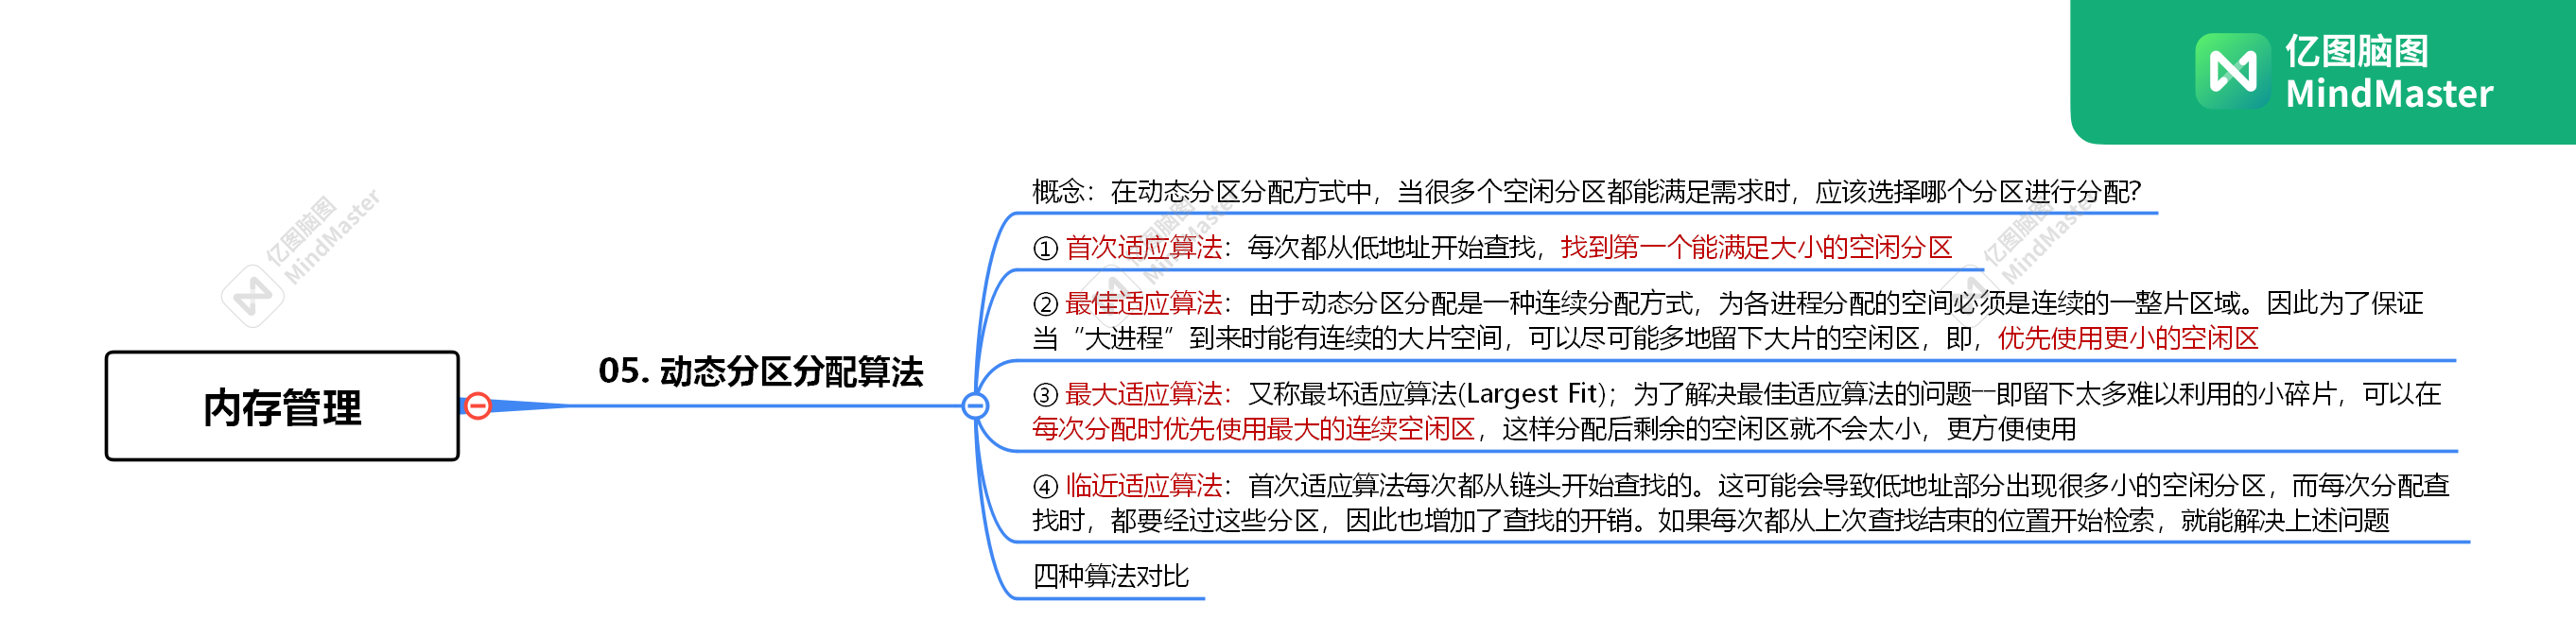 亿图脑图
MindMaster
概念：在动态分区分配方式中，当很多个空闲分区都能满足需求时，应该选择哪个分区进行分配？
① 首次适应算法：每次都从低地址开始查找，找到第一个能满足大小的空闲分区
② 最佳适应算法：由于动态分区分配是一种连续分配方式，为各进程分配的空间必须是连续的一整片区域。因此为了保证
当“大进程”到来时能有连续的大片空间，可以尽可能多地留下大片的空闲区，即，优先使用更小的空闲区
05. 动态分区分配算法
内存管理
③ 最大适应算法：又称最坏适应算法(Largest Fit)；为了解决最佳适应算法的问题--即留下太多难以利用的小碎片，可以在
每次分配时优先使用最大的连续空闲区，这样分配后剩余的空闲区就不会太小，更方便使用
④ 临近适应算法：首次适应算法每次都从链头开始查找的。这可能会导致低地址部分出现很多小的空闲分区，而每次分配查
找时，都要经过这些分区，因此也增加了查找的开销。如果每次都从上次查找结束的位置开始检索，就能解决上述问题
四种算法对比
亿图脑图
MindMaster
亿图脑图
MindMaster
亿图脑图
MindMaster